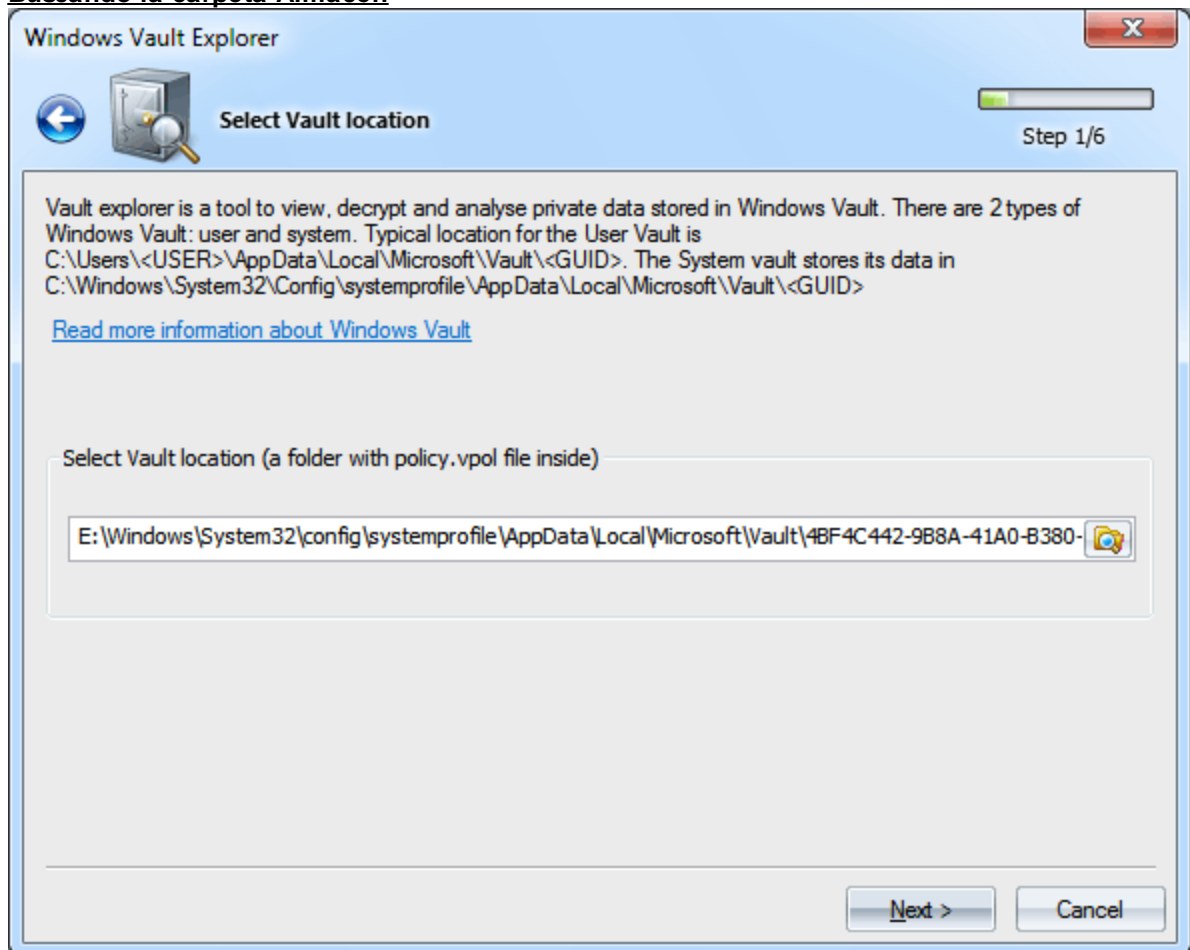 Windows Vault Explorer
Select Vault location
Step 1/6
Vault explorer is a tool to view, decrypt and analyse private data stored in Windows Vault. There are 2 types of
Windows Vault: user and system. Typical location for the User Vault is
C:\Users\<USER>\AppData\Local\Microsoft\Vault\<GUID>. The System vault stores its data in
C:\Windows\System32\Config\systemprofile\AppData\Local\Microsoft\Vault\<GUID>
Read more information about Windows Vault
Select Vault location (a folder with policy.vpol file inside)
E:\Windows\System32\config\systemprofile\AppData\Local\Microsoft\Vault\4BF4C442-9B8A-41A0-B380-
Next >
Cancel